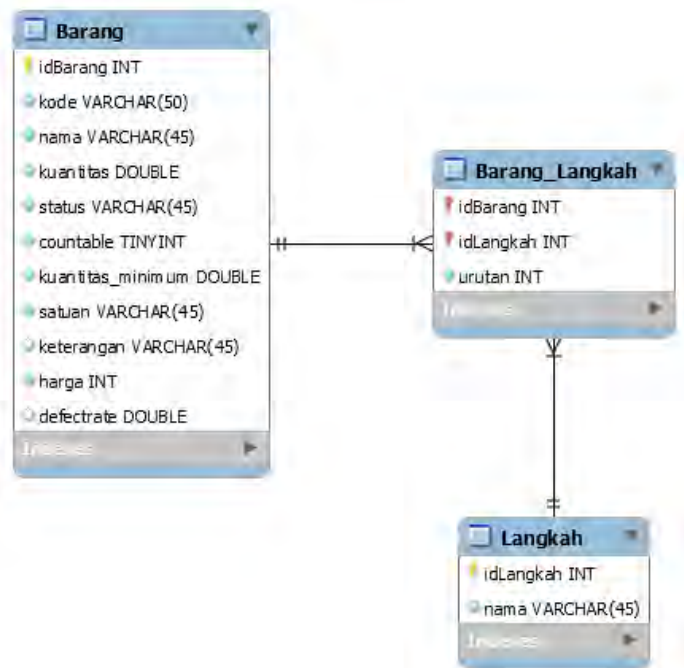 Barang
idBarang INT
kode VARCHAR(50)
nama VARCHAR(45)
kuantitas DOUBLE
status VARCHAR(45)
countable TINYINT
kuantitas_minimum DOUBLE
satuan VARCHAR(45)
keterangan VARCHAR(45)
harga INT
defectrate DOUBLE
Indexes
Barang_Langkah
idBarang INT
idLangkah INT
urutan INT
Langkah
idLangkah INT
nama VARCHAR(45)